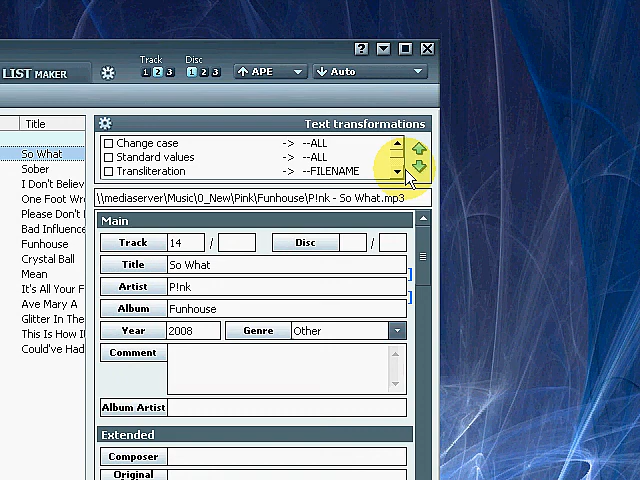 ?
Track
Disc
LIST MAKER
1 2 3
1 2 3
APE
Auto
Title
Text transformations
So What
Sober
I Don't Believ
One Foot Wr
Please Don't
Bad Influence
Funhouse
Crystal Ball
Mean
It's All Your F
Ave Mary A
Glitter In The
This Is How I
Could've Had
Change case -> --ALL
Standard values -> --ALL
Transliteration -> --FILENAME
\\mediaserver\Music\0_New\Pink\Funhouse\P!nk - So What.mp3
Main
Track 14 / Disc /
Title So What
Artist P!nk
Album Funhouse
Year 2008 Genre Other
Comment
Album Artist
Extended
Composer
Original